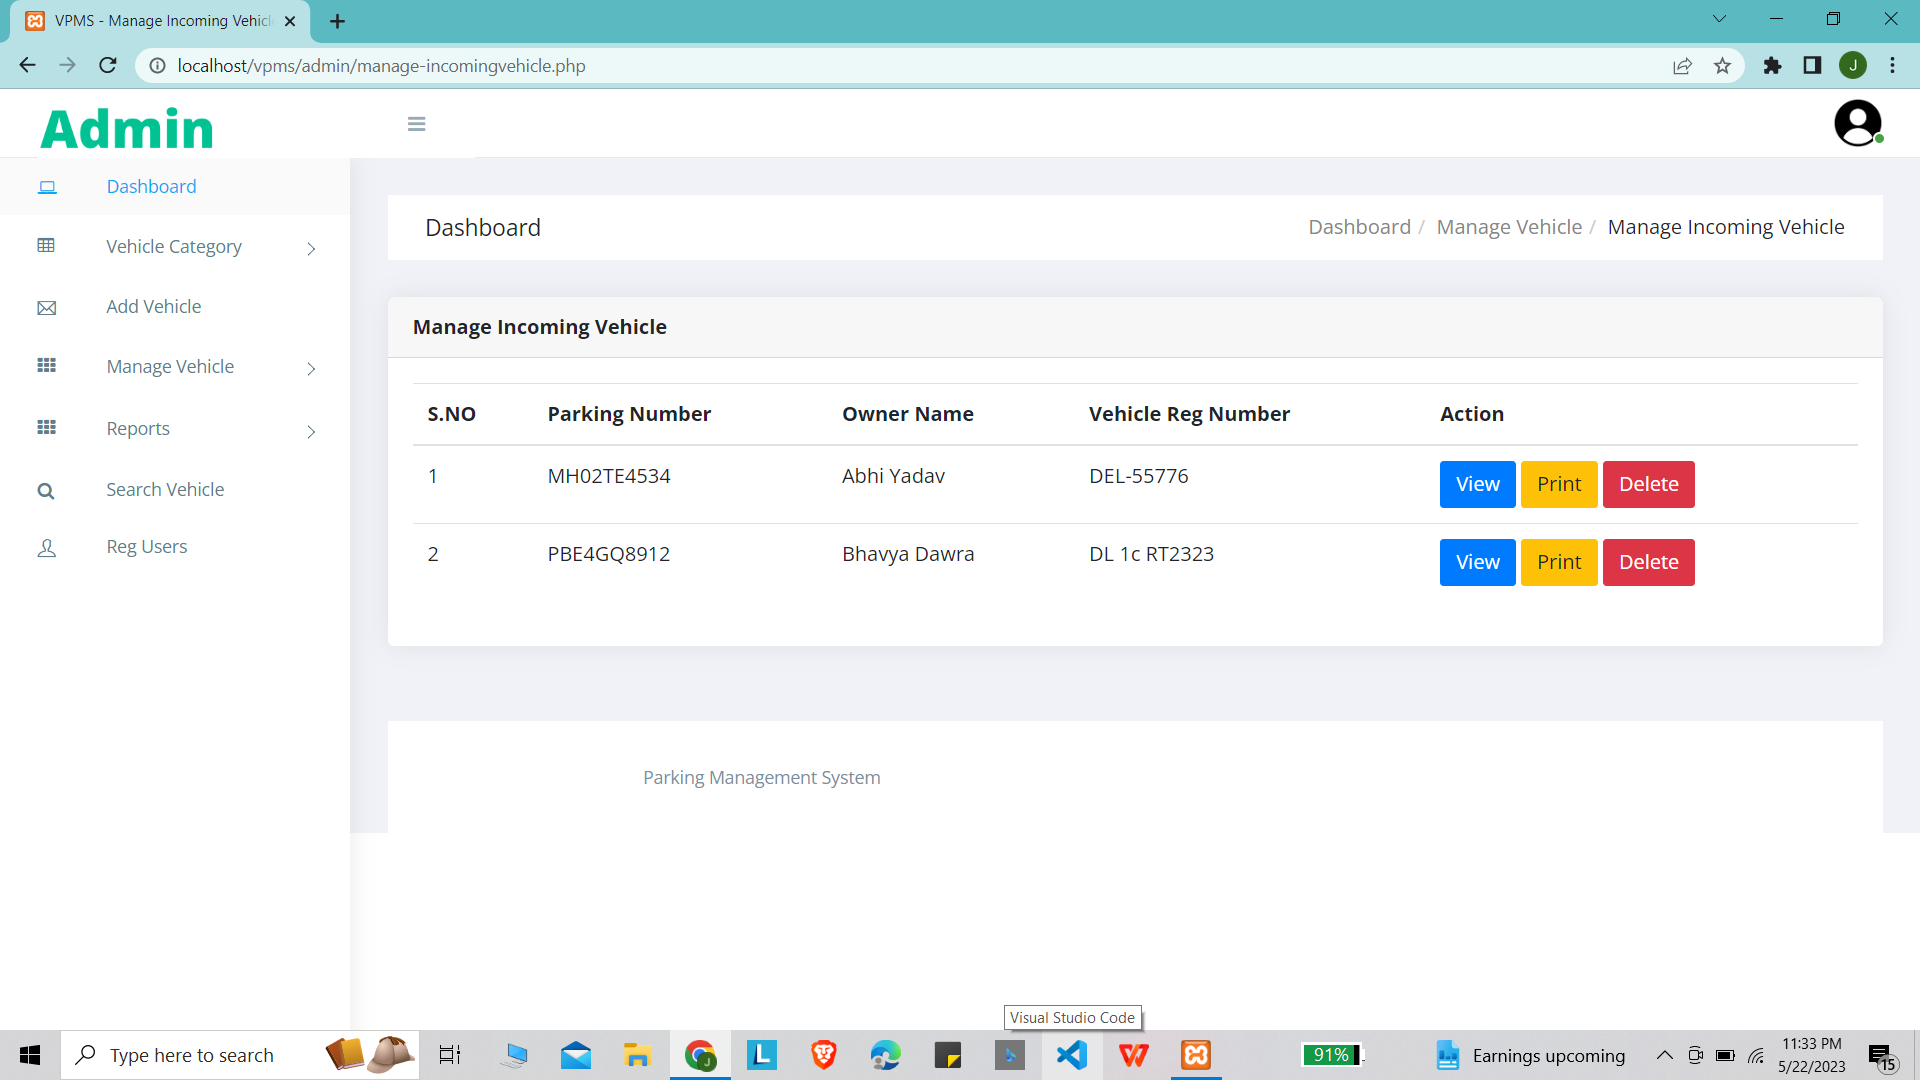 VPMS - Manage Incoming Vehicle
localhost/vpms/admin/manage-incomingvehicle.php
J
Admin
Dashboard
Vehicle Category
Add Vehicle
Manage Vehicle
Reports
Search Vehicle
Reg Users
Dashboard
Dashboard / Manage Vehicle / Manage Incoming Vehicle
Manage Incoming Vehicle
S.NO Parking Number Owner Name Vehicle Reg Number Action
1 MH02TE4534 Abhi Yadav DEL-55776 View Print Delete
2 PBE4GQ8912 Bhavya Dawra DL 1c RT2323 View Print Delete
Parking Management System
Visual Studio Code
Type here to search
J
L
91%
Earnings upcoming
11:33 PM
5/22/2023
15